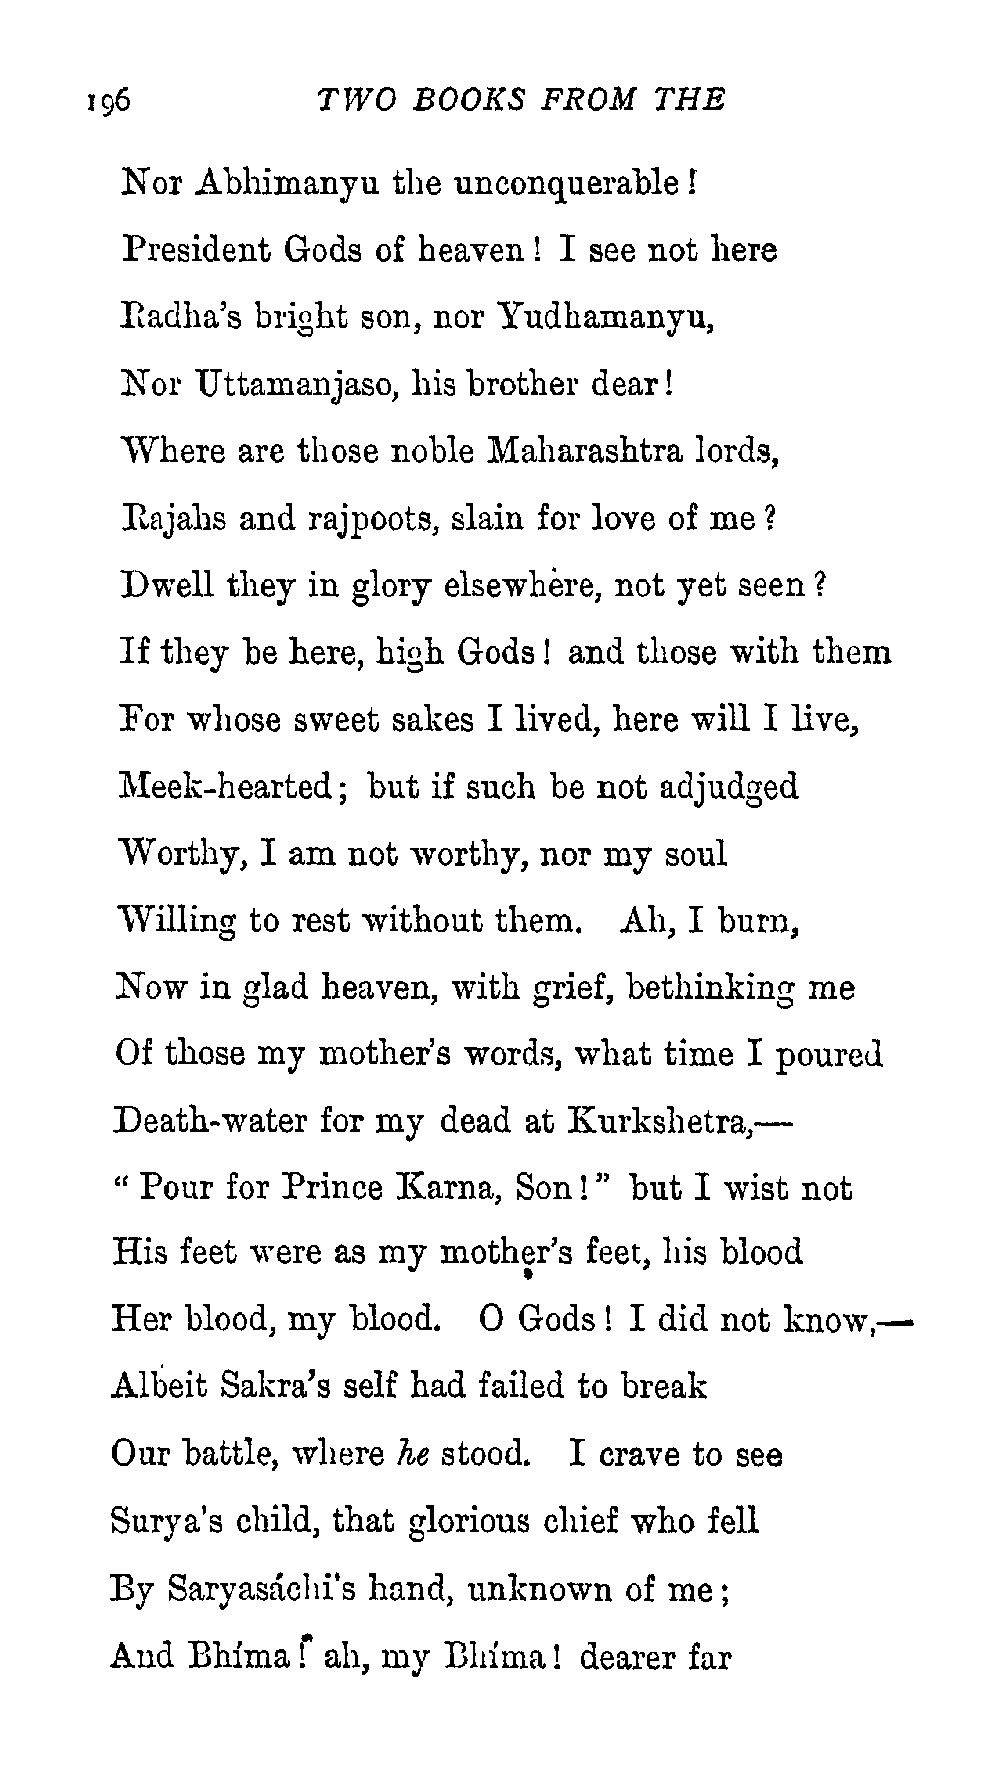 196 TWO BOOKS FROM THE
Nor Abhimanyu the unconquerable!
President Gods of heaven! I see not here
Radha's bright son, nor Yudhamanyu,
Nor Uttamanjaso, his brother dear!
Where are those noble Maharashtra lords,
Rajahs and rajpoots, slain for love of me?
Dwell they in glory elsewhere, not yet seen?
If they be here, high Gods! and those with them
For whose sweet sakes I lived, here will I live,
Meek-hearted; but if such be not adjudged
Worthy, I am not worthy, nor my soul
Willing to rest without them. Ah, I burn,
Now in glad heaven, with grief, bethinking me
Of those my mother's words, what time I poured
Death-water for my dead at Kurkshetra,—
"Pour for Prince Karna, Son!" but I wist not
His feet were as my mother's feet, his blood
Her blood, my blood. O Gods! I did not know,—
Albeit Sakra's self had failed to break
Our battle, where he stood. I crave to see
Surya's child, that glorious chief who fell
By Saryasáchi's hand, unknown of me;
And Bhíma! ah, my Bhíma! dearer far